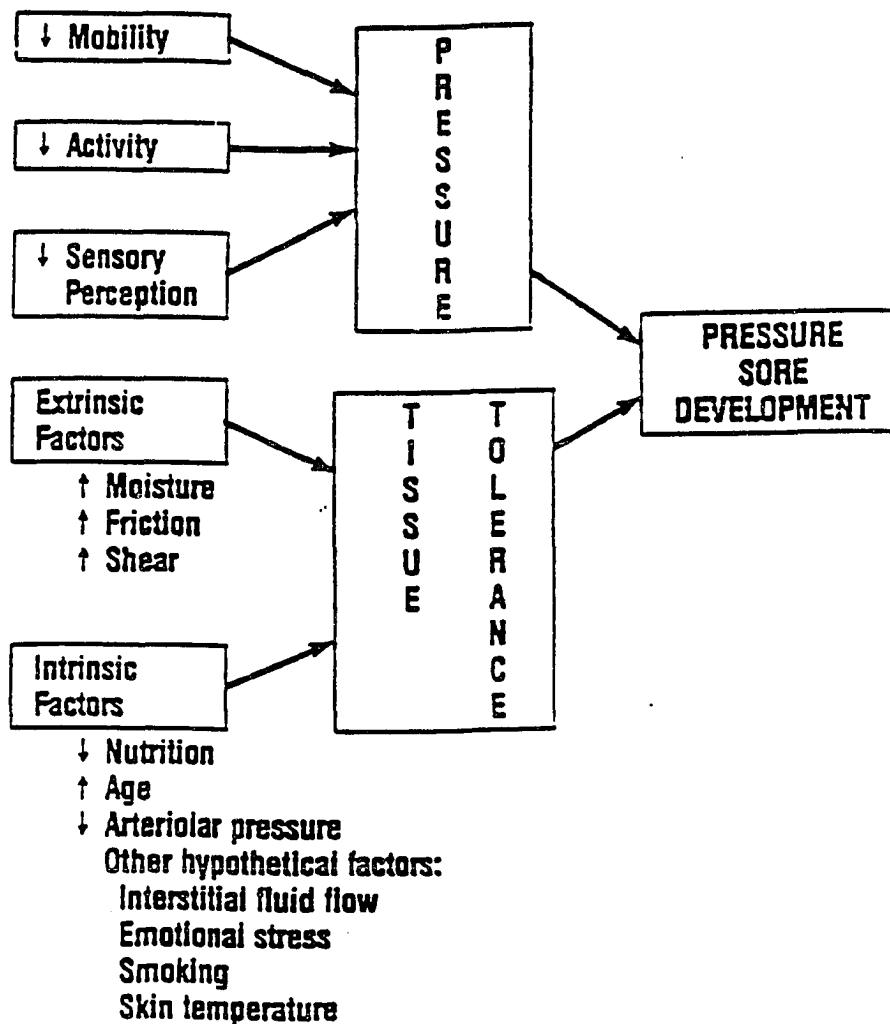 ↓ Mobility
↓ Activity
↓ Sensory
Perception
PRESSURE
Extrinsic
Factors
↑ Moisture
↑ Friction
↑ Shear
Intrinsic
Factors
↓ Nutrition
↑ Age
↓ Arteriolar pressure
Other hypothetical factors:
Interstitial fluid flow
Emotional stress
Smoking
Skin temperature
TISSUE
TOLERANCE
PRESSURE
SORE
DEVELOPMENT